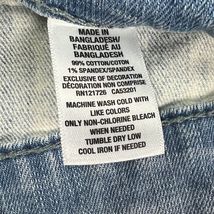 MADE IN
BANGLADESH/
FABRIQUÉ AU
BANGLADESH
99% COTTON/COTON
1% SPANDEX/SPANDEX
EXCLUSIVE OF DECORATION
DÉCORATION NON COMPRISE
RN121726 CA53201
MACHINE WASH COLD WITH
LIKE COLORS
ONLY NON-CHLORINE BLEACH
WHEN NEEDED
TUMBLE DRY LOW
COOL IRON IF NEEDED